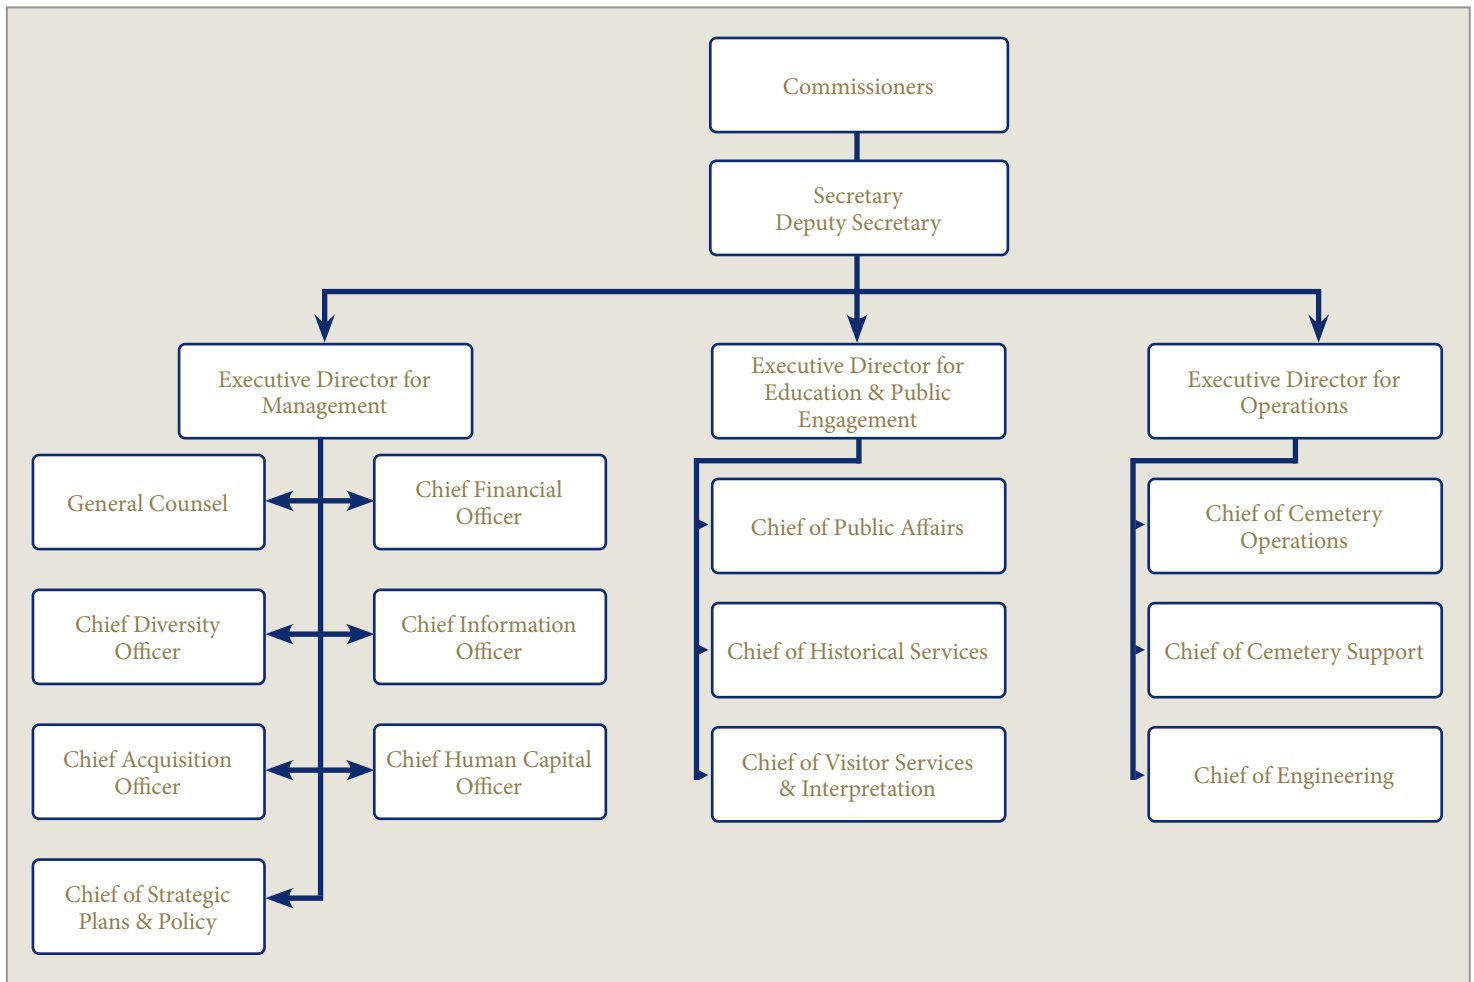 Commissioners
Secretary
Deputy Secretary
Executive Director for
Management
Executive Director for
Education & Public
Engagement
Executive Director for
Operations
General Counsel
Chief Financial
Officer
Chief Diversity
Officer
Chief Information
Officer
Chief Acquisition
Officer
Chief Human Capital
Officer
Chief of Strategic
Plans & Policy
Chief of Public Affairs
Chief of Historical Services
Chief of Visitor Services
& Interpretation
Chief of Cemetery
Operations
Chief of Cemetery Support
Chief of Engineering